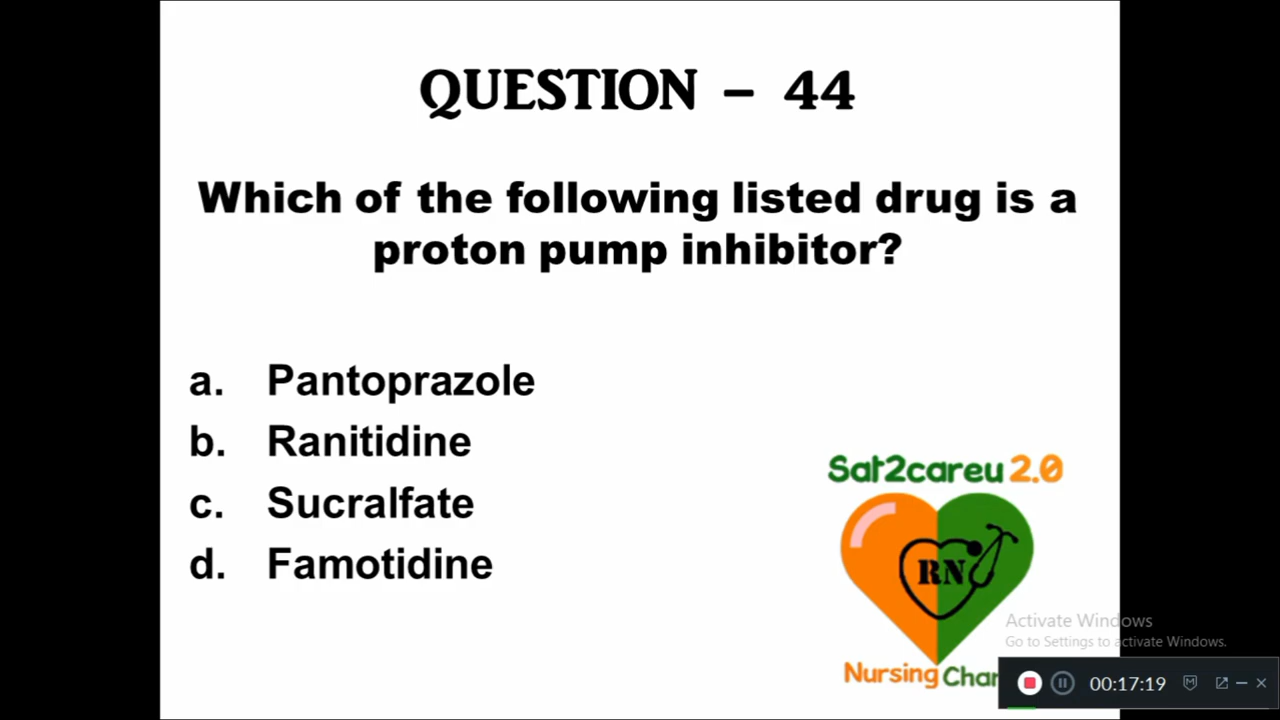 QUESTION – 44
Which of the following listed drug is a
proton pump inhibitor?
a. Pantoprazole
b. Ranitidine
c. Sucralfate
d. Famotidine
Sat2careu 2.0
RN
Activate Windows
Go to Settings to activate Windows.
Nursing
00:17:19